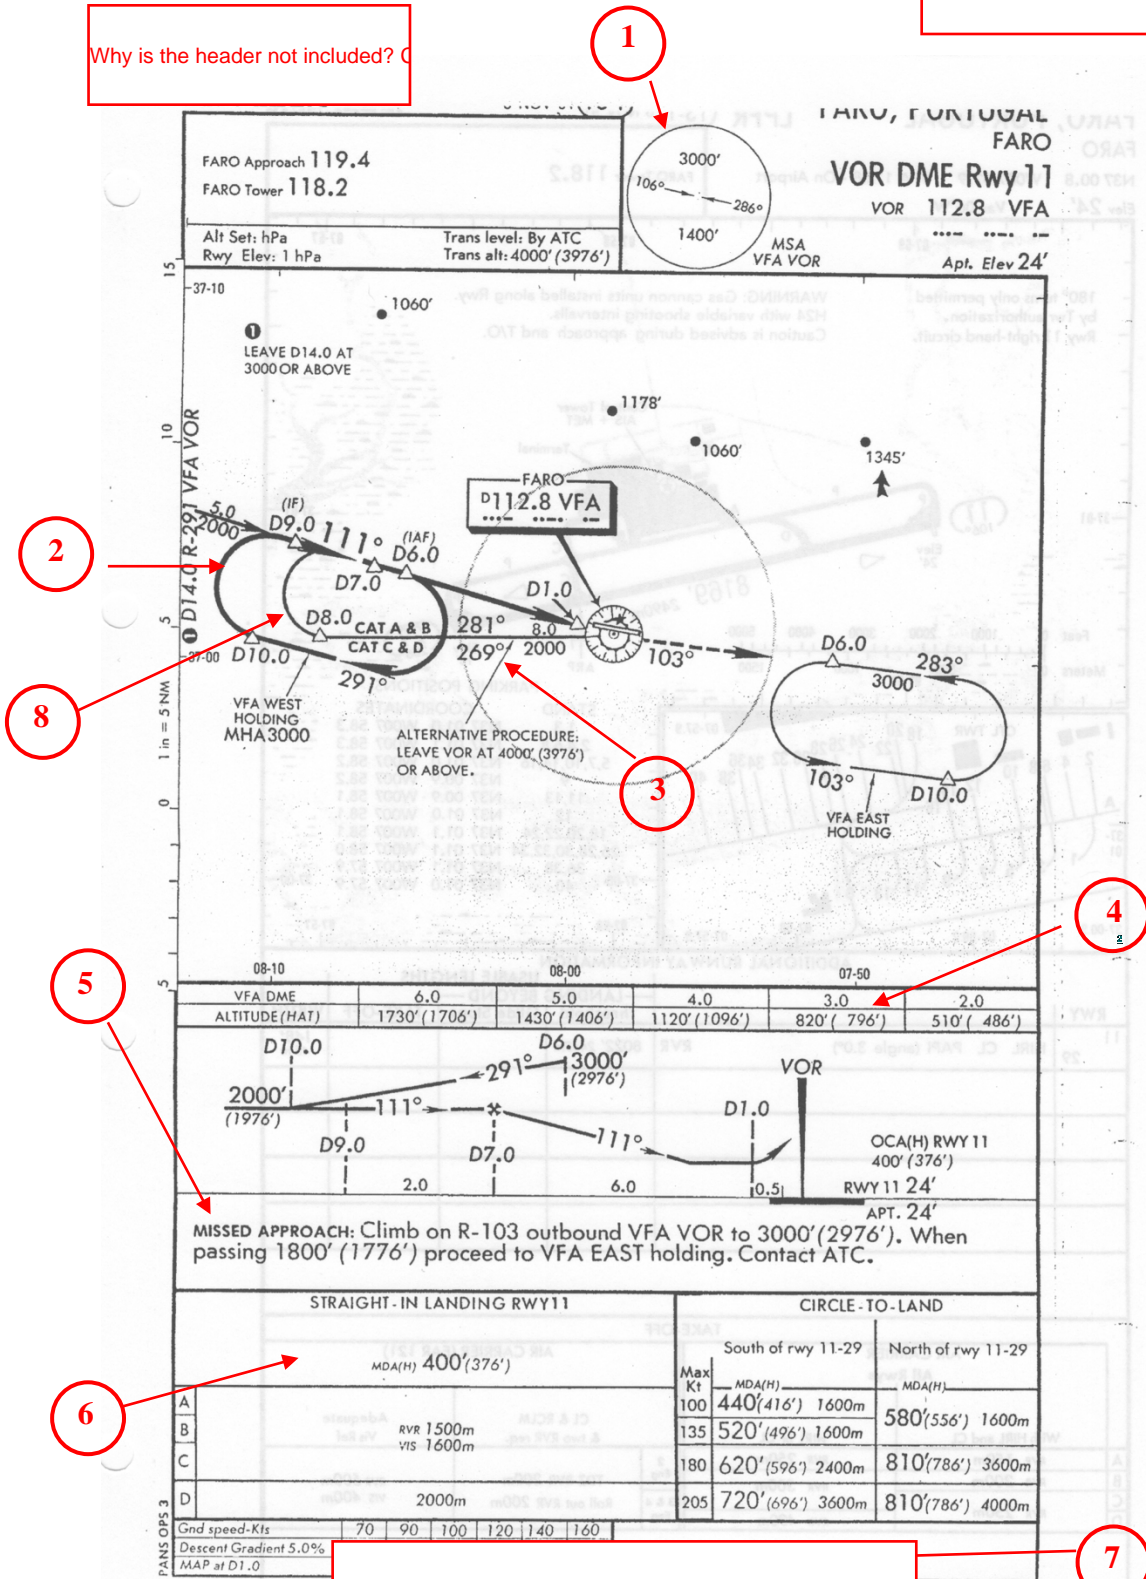 Why is the header not included?
1
FARO, PORTUGAL
FARO
VOR DME Rwy 11
VOR 112.8 VFA
Apt. Elev 24'
FARO Approach 119.4
FARO Tower 118.2
Alt Set: hPa
Rwy Elev: 1 hPa
Trans level: By ATC
Trans alt: 4000' (3976')
3000'
106°
286°
1400'
MSA
VFA VOR
15
37-10
1060'
1
LEAVE D14.0 AT
3000 OR ABOVE
1178'
1060'
1345'
10
FARO
D112.8 VFA
1 D14.0 R-291 VFA VOR
5.0
2000
(IF)
D9.0
111°
(IAF)
D6.0
D7.0
D1.0
2
D8.0
CAT A & B
CAT C & D
281°
269°
8.0
2000
103°
D6.0
283°
3000
5
37-00
D10.0
291°
8
VFA WEST
HOLDING
MHA 3000
ALTERNATIVE PROCEDURE:
LEAVE VOR AT 4000' (3976')
OR ABOVE.
3
103°
D10.0
VFA EAST
HOLDING
1 in = 5 NM
0
4
5
5
08-10
08-00
07-50
VFA DME 6.0 5.0 4.0 3.0 2.0
ALTITUDE (HAT) 1730' (1706') 1430' (1406') 1120' (1096') 820' ( 796') 510' ( 486')
D10.0
D6.0
291°
3000'
(2976')
VOR
2000'
(1976')
111°
D1.0
D9.0
D7.0
111°
OCA(H) RWY 11
400' (376')
2.0
6.0
0.5
RWY 11 24'
APT. 24'
MISSED APPROACH: Climb on R-103 outbound VFA VOR to 3000' (2976'). When
passing 1800' (1776') proceed to VFA EAST holding. Contact ATC.
STRAIGHT-IN LANDING RWY11
CIRCLE-TO-LAND
South of rwy 11-29
North of rwy 11-29
MDA(H) 400' (376')
Max
Kt
MDA(H)
MDA(H)
6
A
B
C
D
RVR 1500m
VIS 1600m
2000m
100 440' (416') 1600m
135 520' (496') 1600m
580' (556') 1600m
180 620' (596') 2400m 810' (786') 3600m
205 720' (696') 3600m 810' (786') 4000m
PANS OPS 3
Gnd speed-Kts 70 90 100 120 140 160
Descent Gradient 5.0%
MAP at D1.0
7